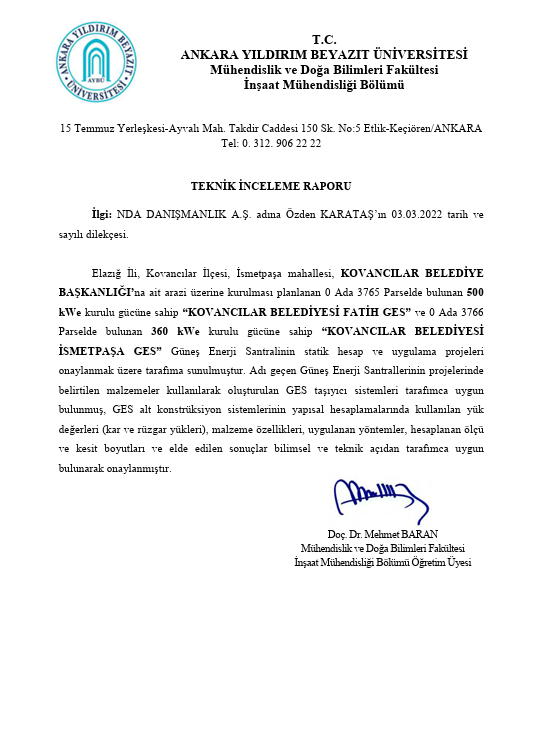 ANKARA YILDIRIM BEYAZIT
ÜNİVERSİTESİ
AYBÜ
T.C.
ANKARA YILDIRIM BEYAZIT ÜNİVERSİTESİ
Mühendislik ve Doğa Bilimleri Fakültesi
İnşaat Mühendisliği Bölümü
15 Temmuz Yerleşkesi-Ayvalı Mah. Takdir Caddesi 150 Sk. No:5 Etlik-Keçiören/ANKARA
Tel: 0. 312. 906 22 22
TEKNİK İNCELEME RAPORU
İlgi: NDA DANIŞMANLIK A.Ş. adına Özden KARATAŞ’ın 03.03.2022 tarih ve
sayılı dilekçesi.
Elazığ İli, Kovancılar İlçesi, İsmetpaşa mahallesi, KOVANCILAR BELEDİYE
BAŞKANLIĞI’na ait arazi üzerine kurulması planlanan 0 Ada 3765 Parselde bulunan 500
kWe kurulu gücüne sahip “KOVANCILAR BELEDİYESİ FATİH GES” ve 0 Ada 3766
Parselde bulunan 360 kWe kurulu gücüne sahip “KOVANCILAR BELEDİYESİ
İSMETPAŞA GES” Güneş Enerji Santralinin statik hesap ve uygulama projeleri
onaylanmak üzere tarafıma sunulmuştur. Adı geçen Güneş Enerji Santrallerinin projelerinde
belirtilen malzemeler kullanılarak oluşturulan GES taşıyıcı sistemleri tarafımca uygun
bulunmuş, GES alt konstrüksiyon sistemlerinin yapısal hesaplamalarında kullanılan yük
değerleri (kar ve rüzgar yükleri), malzeme özellikleri, uygulanan yöntemler, hesaplanan ölçü
ve kesit boyutları ve elde edilen sonuçlar bilimsel ve teknik açıdan tarafımca uygun
bulunarak onaylanmıştır.
Doç. Dr. Mehmet BARAN
Mühendislik ve Doğa Bilimleri Fakültesi
İnşaat Mühendisliği Bölümü Öğretim Üyesi